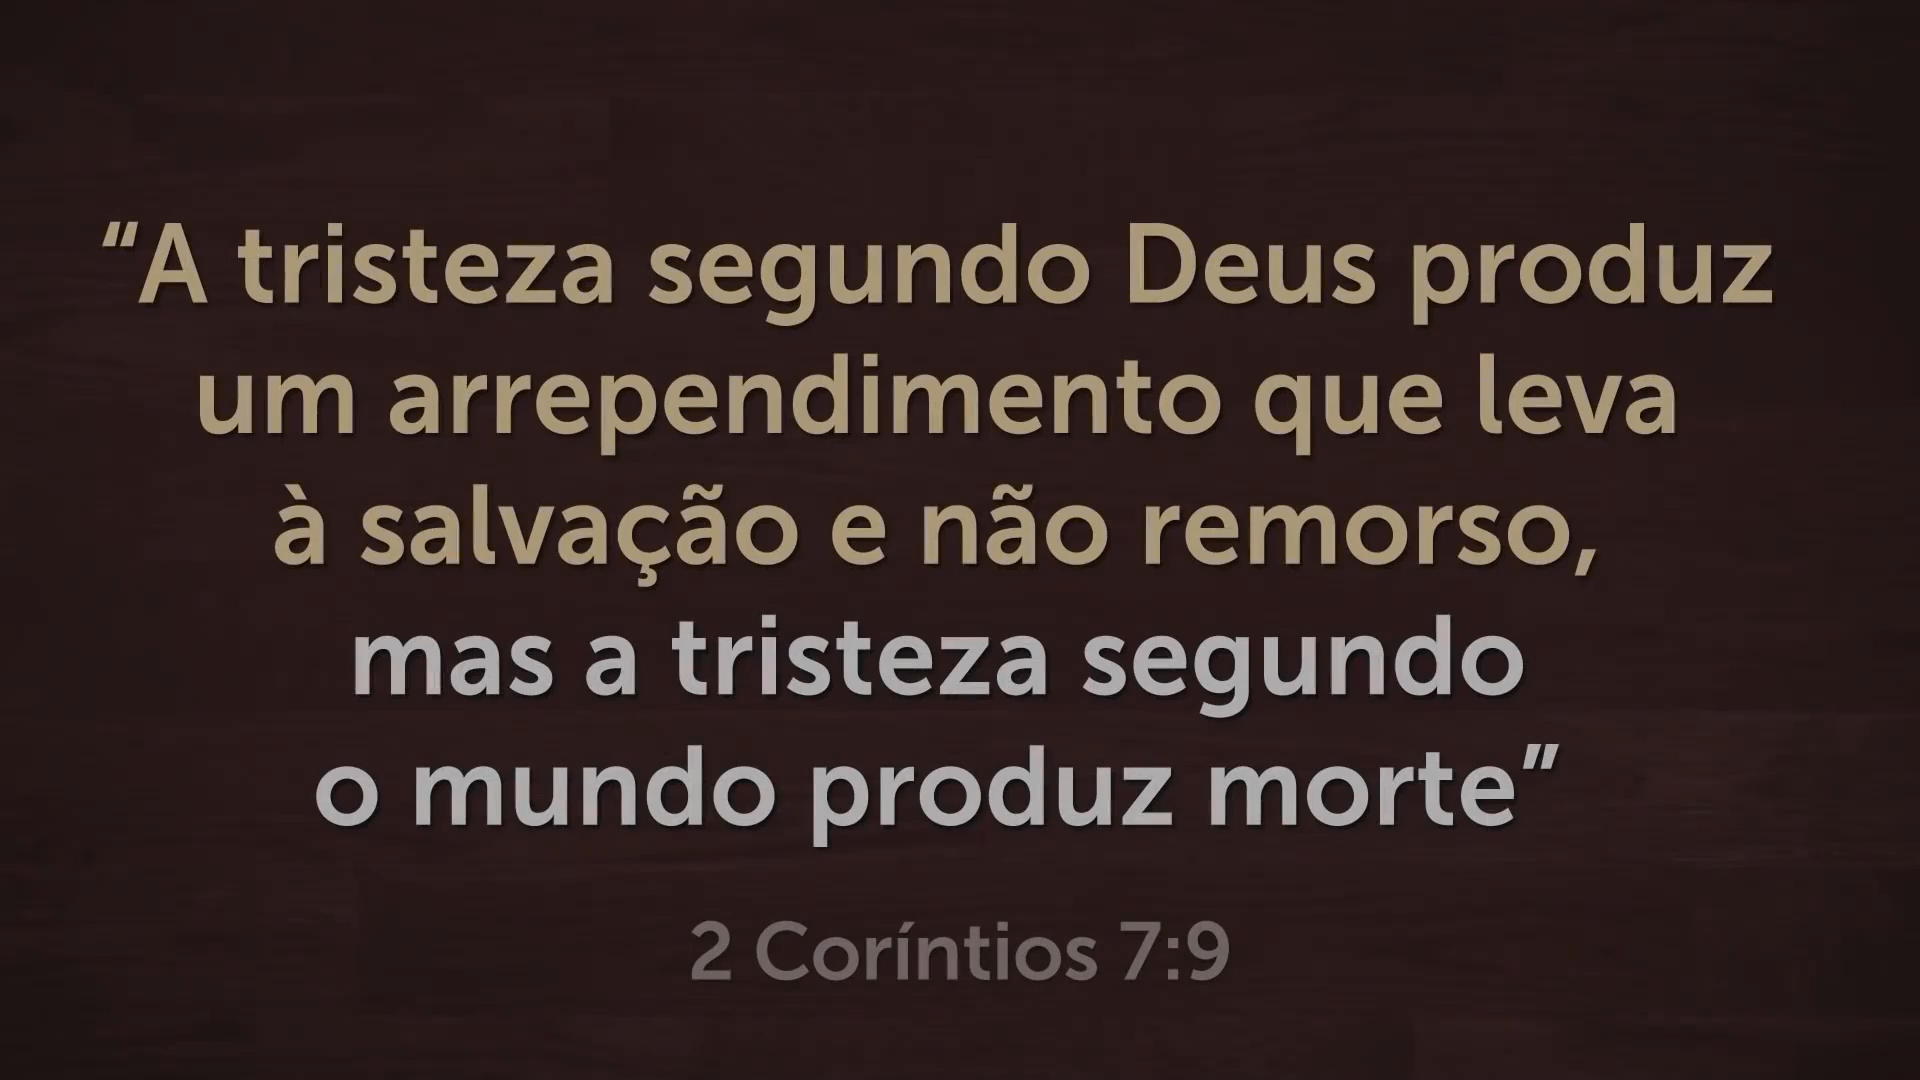 “A tristeza segundo Deus produz
um arrependimento que leva
à salvação e não remorso,
mas a tristeza segundo
o mundo produz morte”
2 Coríntios 7:9